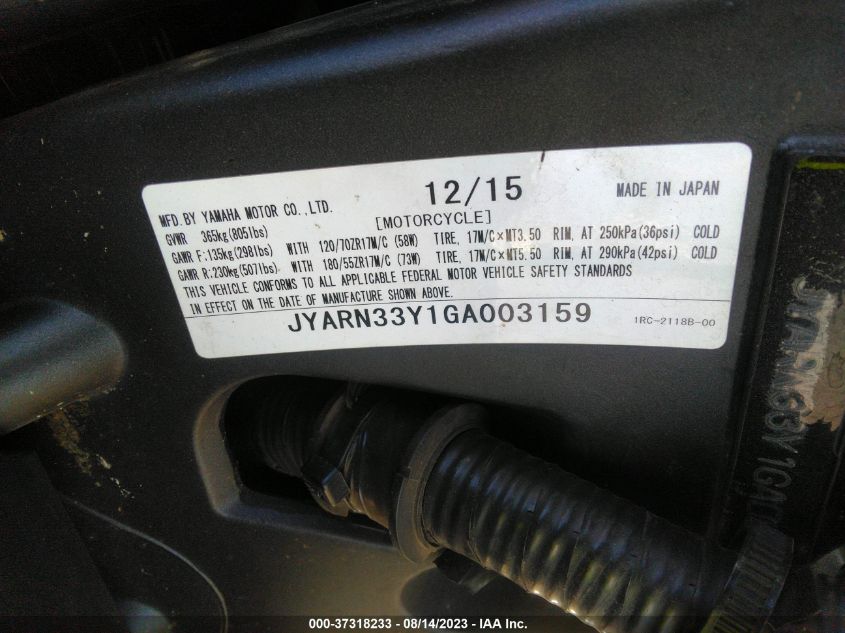 MFD.BY YAMAHA MOTOR CO.,LTD. 12/15 MADE IN JAPAN
[MOTORCYCLE]
GVWR 365kg(805lbs)
GAWR F:135kg(298lbs) WITH 120/70ZR17M/C (58W) TIRE, 17M/C×MT3.50 RIM, AT 250kPa(36psi) COLD
GAWR R:230kg(507lbs) WITH 180/55ZR17M/C (73W) TIRE, 17M/C×MT5.50 RIM, AT 290kPa(42psi) COLD
THIS VEHICLE CONFORMS TO ALL APPLICABLE FEDERAL MOTOR VEHICLE SAFETY STANDARDS
IN EFFECT ON THE DATE OF MANUFACTURE SHOWN ABOVE.
JYARN33Y1GA003159 1RC-2118B-00
000-37318233 - 08/14/2023 - IAA Inc.